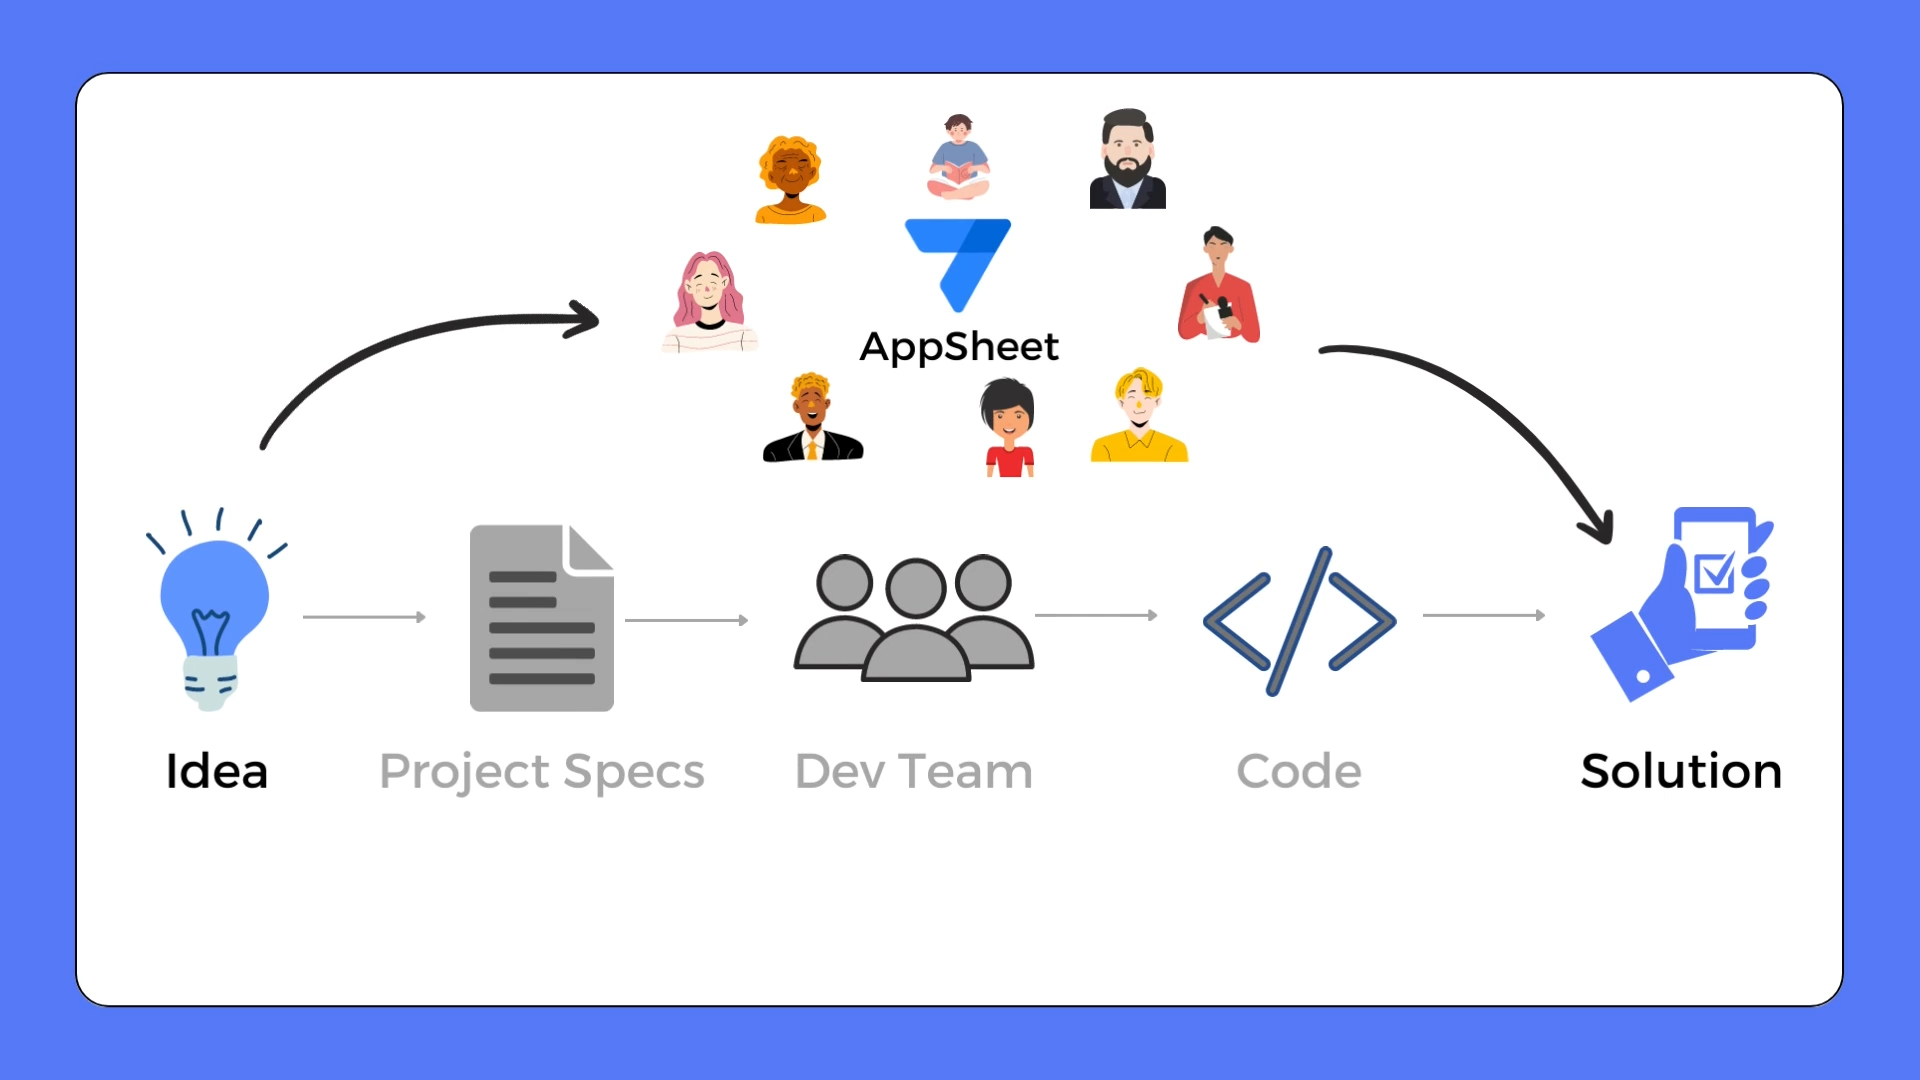 AppSheet
Idea
Project Specs
Dev Team
Code
Solution